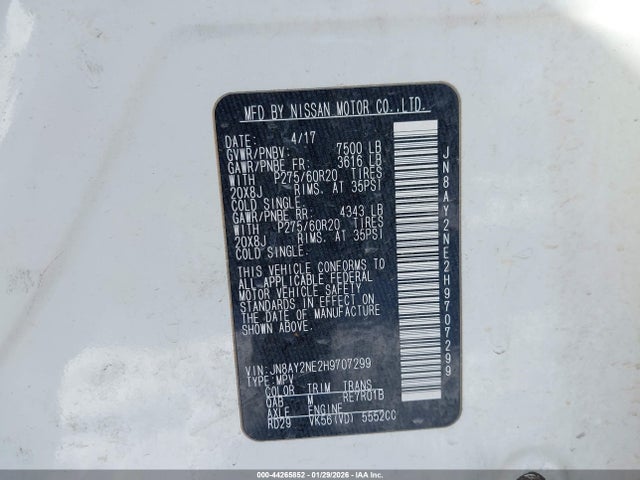 MFD BY NISSAN MOTOR CO.,LTD.
DATE: 4/17
GVWR/PNBV: 7500 LB
GAWR/PNBE FR: 3616 LB
WITH P275/60R20 TIRES
20X8J RIMS, AT 35PSI
COLD SINGLE.
GAWR/PNBE RR: 4343 LB
WITH P275/60R20 TIRES
20X8J RIMS, AT 35PSI
COLD SINGLE.
THIS VEHICLE CONFORMS TO
ALL APPLICABLE FEDERAL
MOTOR VEHICLE SAFETY
STANDARDS IN EFFECT ON
THE DATE OF MANUFACTURE
SHOWN ABOVE.
VIN:JN8AY2NE2H9707299
TYPE:MPV
COLOR TRIM TRANS
QAB M RE7R01B
AXLE ENGINE
RD29 VK56(VD) 5552CC
JN8AY2NE2H9707299
000-44265852 | 01/29/2026 - Copyright © IAA